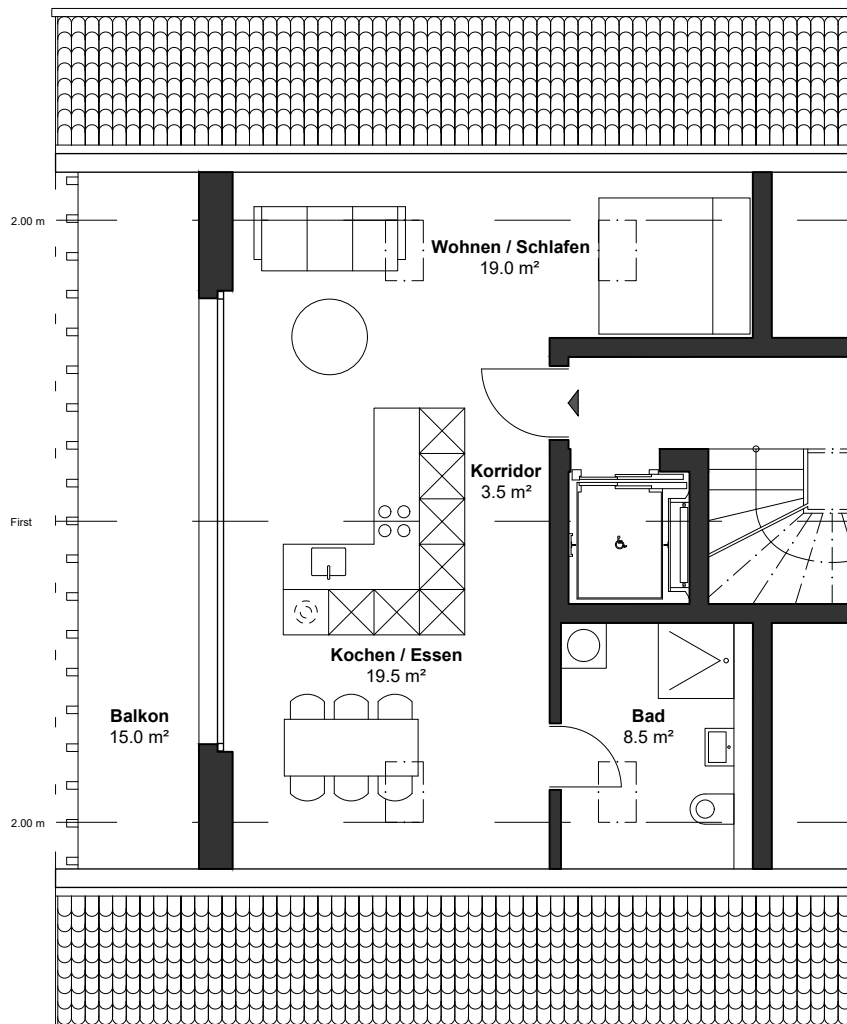 2.00 m
Wohnen / Schlafen
19.0 m²
Korridor
3.5 m²
First
Kochen / Essen
19.5 m²
Balkon
15.0 m²
Bad
8.5 m²
2.00 m